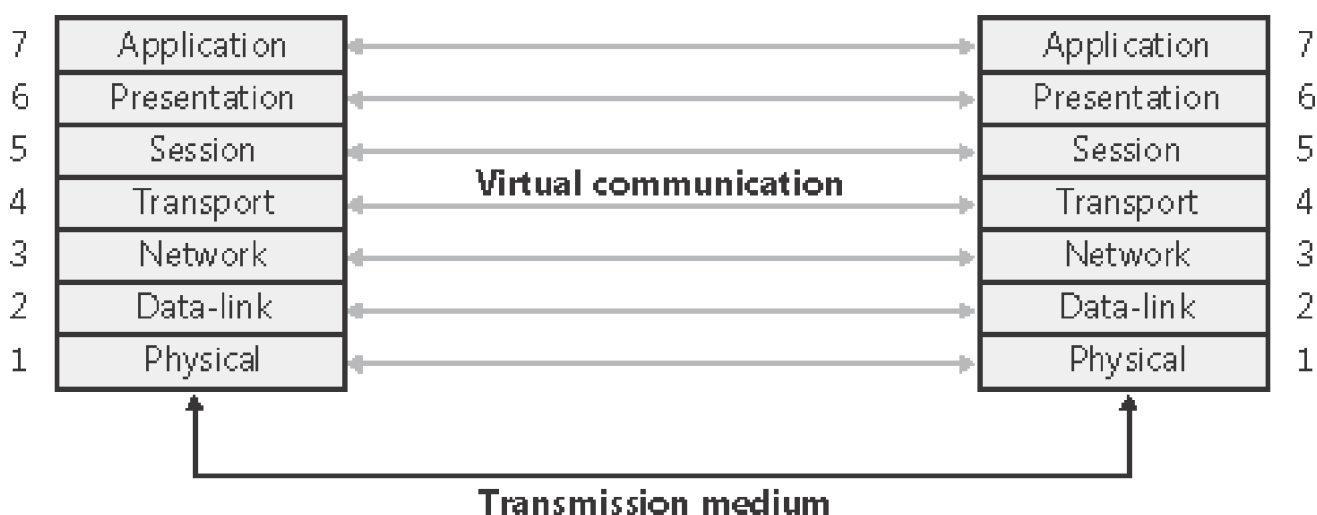 7 Application Application 7
6 Presentation Presentation 6
5 Session Session 5
Virtual communication
4 Transport Transport 4
3 Network Network 3
2 Data-link Data-link 2
1 Physical Physical 1
Transmission medium